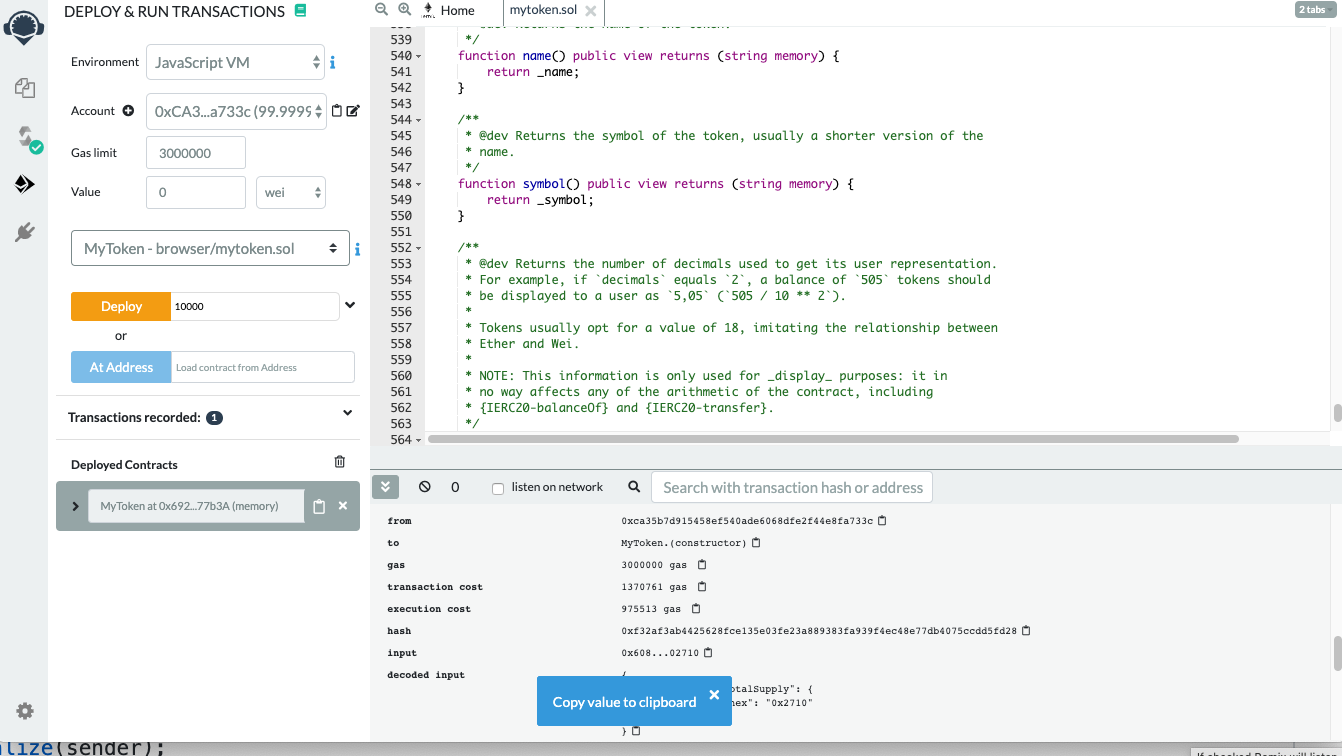 DEPLOY & RUN TRANSACTIONS
Environment
JavaScript VM
Account
0xCA3...a733c (99.9999
Gas limit
3000000
Value
0
wei
MyToken - browser/mytoken.sol
Deploy
10000
or
At Address
Load contract from Address
Transactions recorded: 1
Deployed Contracts
MyToken at 0x692...77b3A (memory)
Home
mytoken.sol
2 tabs
539 */
540 function name() public view returns (string memory) {
541 return _name;
542 }
543
544 /**
545 * @dev Returns the symbol of the token, usually a shorter version of the
546 * name.
547 */
548 function symbol() public view returns (string memory) {
549 return _symbol;
550 }
551
552 /**
553 * @dev Returns the number of decimals used to get its user representation.
554 * For example, if `decimals` equals `2`, a balance of `505` tokens should
555 * be displayed to a user as `5,05` (`505 / 10 ** 2`).
556 *
557 * Tokens usually opt for a value of 18, imitating the relationship between
558 * Ether and Wei.
559 *
560 * NOTE: This information is only used for _display_ purposes: it in
561 * no way affects any of the arithmetic of the contract, including
562 * {IERC20-balanceOf} and {IERC20-transfer}.
563 */
564
0
listen on network
Search with transaction hash or address
from 0xca35b7d915458ef540ade6068dfe2f44e8fa733c
to MyToken.(constructor)
gas 3000000 gas
transaction cost 1370761 gas
execution cost 975513 gas
hash 0xf32af3ab4425628fce135e03fe23a889383fa939f4ec48e77db4075ccdd5fd28
input 0x608...02710
decoded input {
otalSupply": {
hex": "0x2710"
}
Copy value to clipboard
alize(sender);